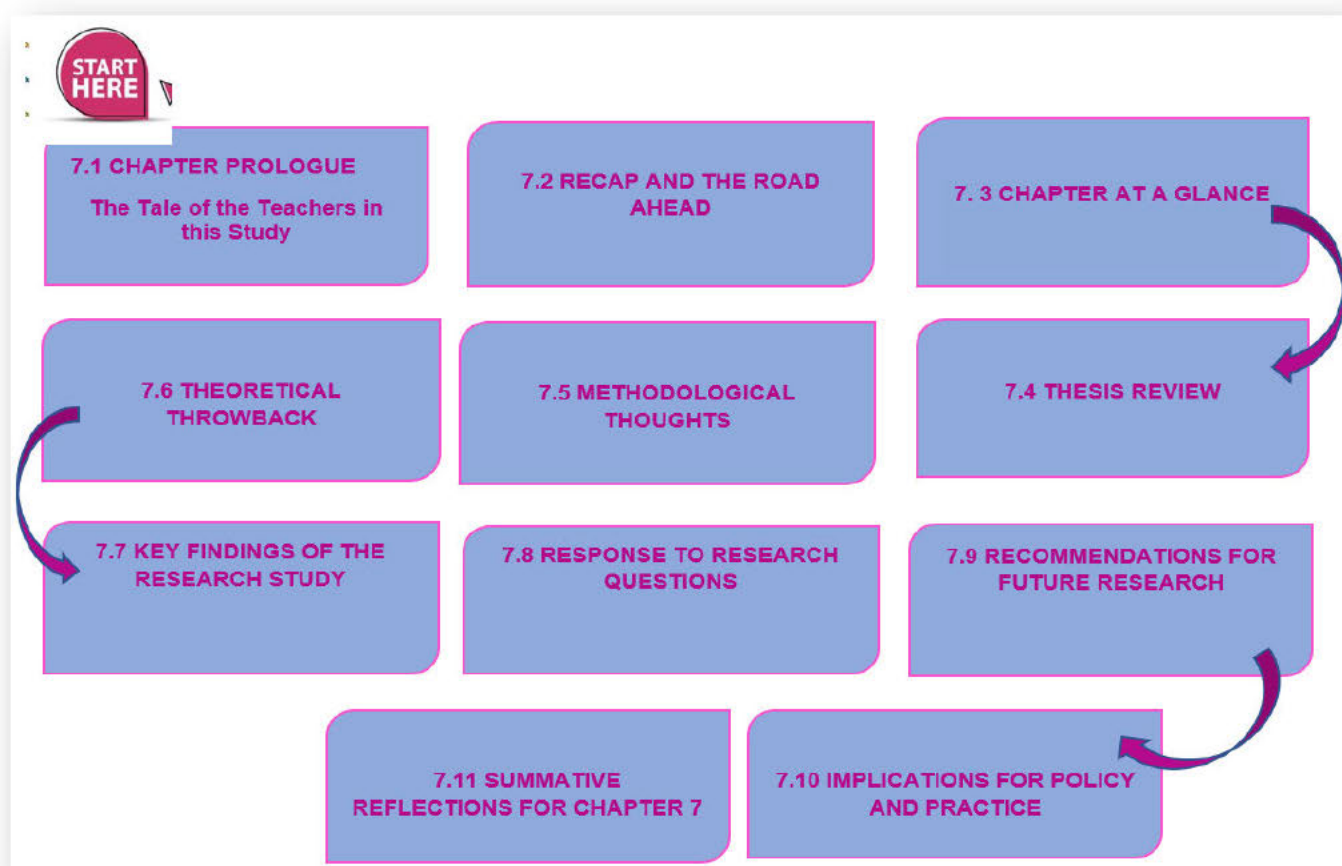 START
HERE
7.1 CHAPTER PROLOGUE
The Tale of the Teachers in
this Study
7.2 RECAP AND THE ROAD
AHEAD
7. 3 CHAPTER AT A GLANCE
7.4 THESIS REVIEW
7.5 METHODOLOGICAL
THOUGHTS
7.6 THEORETICAL
THROWBACK
7.7 KEY FINDINGS OF THE
RESEARCH STUDY
7.8 RESPONSE TO RESEARCH
QUESTIONS
7.9 RECOMMENDATIONS FOR
FUTURE RESEARCH
7.10 IMPLICATIONS FOR POLICY
AND PRACTICE
7.11 SUMMATIVE
REFLECTIONS FOR CHAPTER 7